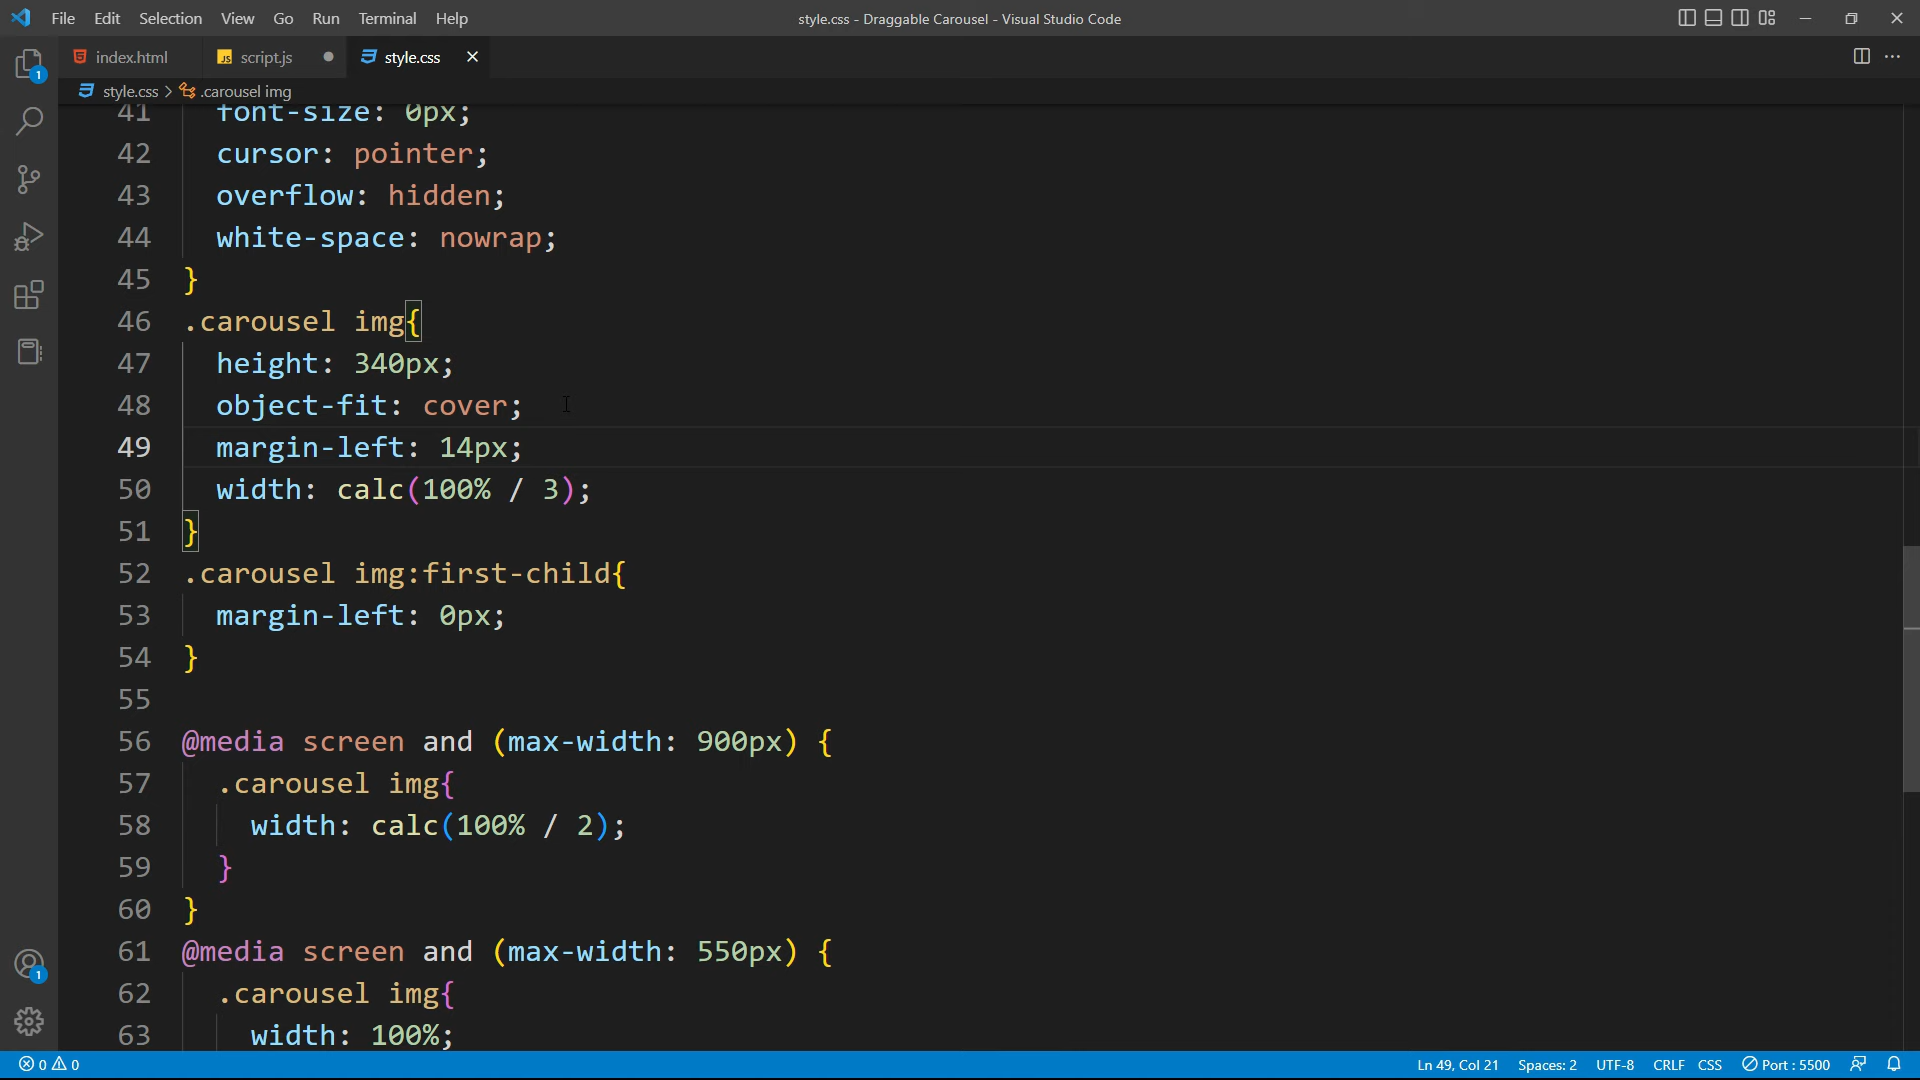 File Edit Selection View Go Run Terminal Help
style.css - Draggable Carousel - Visual Studio Code
1
index.html
JS script.js
style.css
style.css > .carousel img
41 font-size: 0px;
42 cursor: pointer;
43 overflow: hidden;
44 white-space: nowrap;
45 }
46 .carousel img{
47 height: 340px;
48 object-fit: cover;
49 margin-left: 14px;
50 width: calc(100% / 3);
51 }
52 .carousel img:first-child{
53 margin-left: 0px;
54 }
55
56 @media screen and (max-width: 900px) {
57 .carousel img{
58 width: calc(100% / 2);
59 }
60 }
61 @media screen and (max-width: 550px) {
62 .carousel img{
63 width: 100%;
1
0 0
Ln 49, Col 21 Spaces: 2 UTF-8 CRLF CSS Port : 5500